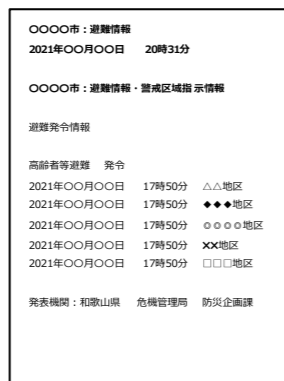 〇〇〇〇市：避難情報
2021年〇〇月〇〇日　20時31分
〇〇〇〇市：避難情報・警戒区域指示情報
避難発令情報
高齢者等避難　発令
2021年〇〇月〇〇日　17時50分　△△地区
2021年〇〇月〇〇日　17時50分　◆◆◆地区
2021年〇〇月〇〇日　17時50分　◎◎◎◎地区
2021年〇〇月〇〇日　17時50分　××地区
2021年〇〇月〇〇日　17時50分　□□□地区
発表機関：和歌山県　危機管理局　防災企画課